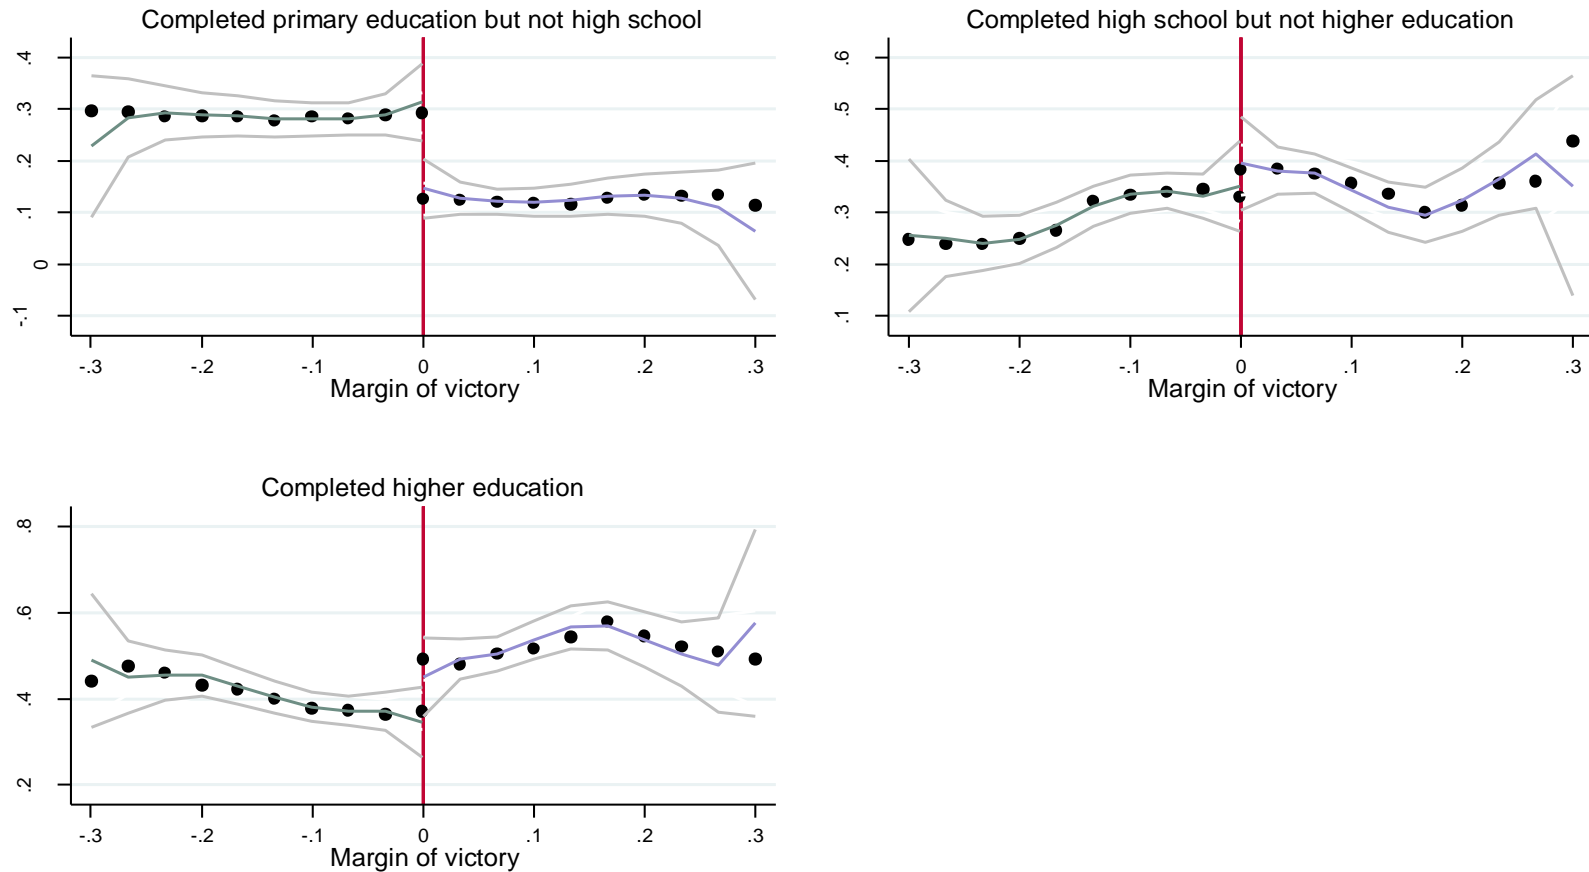 Completed primary education but not high school
.4
.3
.2
.1
0
-.1
-.3 -.2 -.1 0 .1 .2 .3
Margin of victory
Completed high school but not higher education
.6
.5
.4
.3
.2
.1
-.3 -.2 -.1 0 .1 .2 .3
Margin of victory
Completed higher education
.8
.6
.4
.2
-.3 -.2 -.1 0 .1 .2 .3
Margin of victory